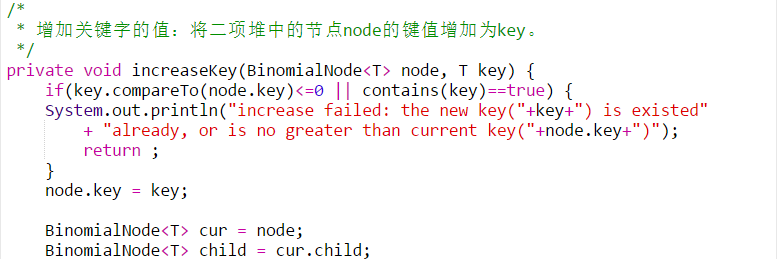 /*
 * 增加关键字的值：将二项堆中的节点node的键值增加为key。
 */
private void increaseKey(BinomialNode<T> node, T key) {
    if(key.compareTo(node.key)<=0 || contains(key)==true) {
    System.out.println("increase failed: the new key("+key+") is existed"
        + "already, or is no greater than current key("+node.key+")");
        return ;
    }
    node.key = key;

    BinomialNode<T> cur = node;
    BinomialNode<T> child = cur.child;